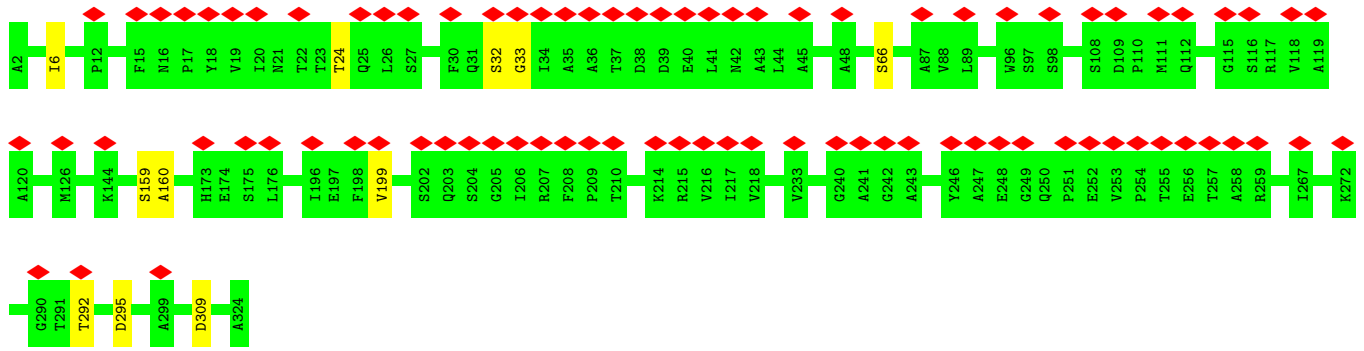 A2 I6 P12 F15 N16 P17 Y18 V19 I20 N21 T22 T23 T24 Q25 L26 S27 F30 Q31 S32 G33 I34 A35 A36 T37 D38 D39 E40 L41 N42 A43 L44 A45 A48 S66 A87 V88 L89 W96 S97 S98 S108 D109 P110 M111 Q112 G115 S116 R117 V118 A119
A120 M126 K144 S159 A160 H173 E174 S175 L176 I196 E197 F198 V199 S202 Q203 S204 G205 I206 R207 F208 P209 T210 K214 R215 V216 I217 V218 V233 G240 A241 G242 A243 Y246 A247 E248 G249 Q250 P251 E252 V253 P254 T255 E256 T257 A258 R259 I267 K272
G290 T291 T292 D295 A299 D309 A324